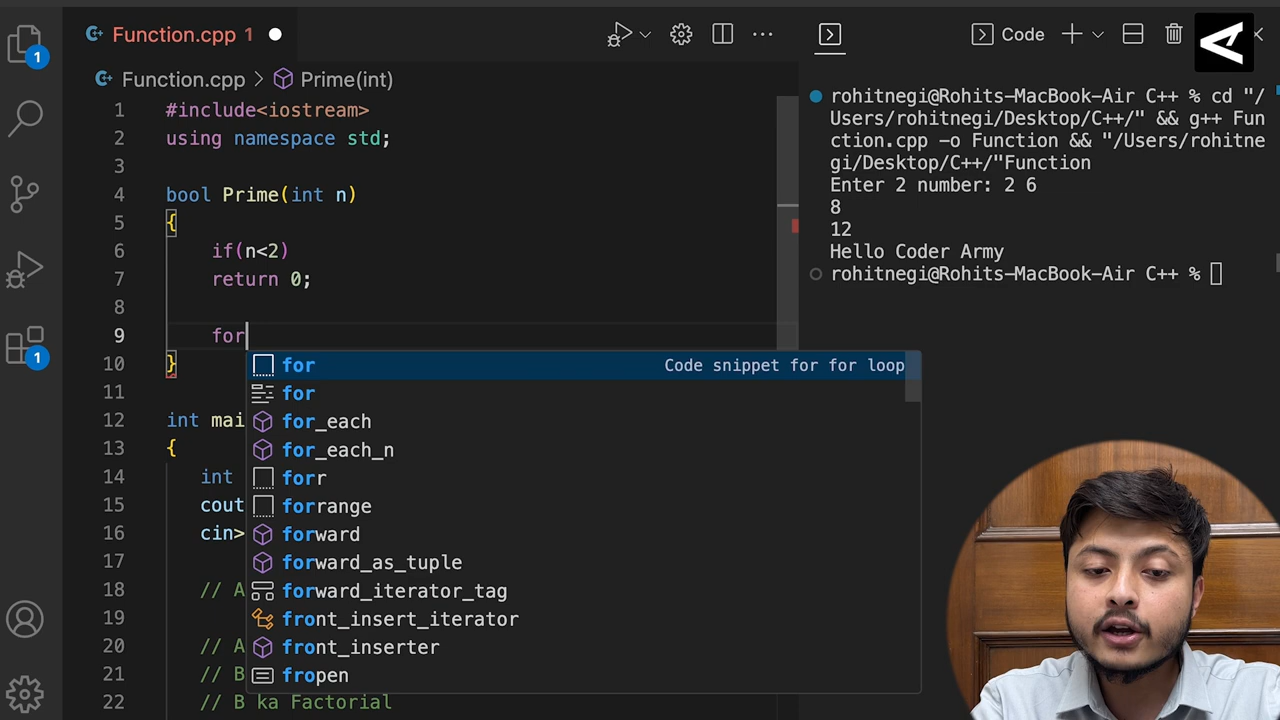 Function.cpp 1
Function.cpp > Prime(int)
1 #include<iostream>
2 using namespace std;
3
4 bool Prime(int n)
5 {
6 if(n<2)
7 return 0;
8
9 for
10 }
11
12 int mai
13 {
14 int
15 cout
16 cin>
17
18 // A
19
20 // A
21 // B
22 // B ka Factorial
for Code snippet for for loop
for
for_each
for_each_n
forr
forrange
forward
forward_as_tuple
forward_iterator_tag
front_insert_iterator
front_inserter
fropen
Code
rohitnegi@Rohits-MacBook-Air C++ % cd "/
Users/rohitnegi/Desktop/C++/" && g++ Fun
ction.cpp -o Function && "/Users/rohitne
gi/Desktop/C++/"Function
Enter 2 number: 2 6
8
12
Hello Coder Army
rohitnegi@Rohits-MacBook-Air C++ %
1
1